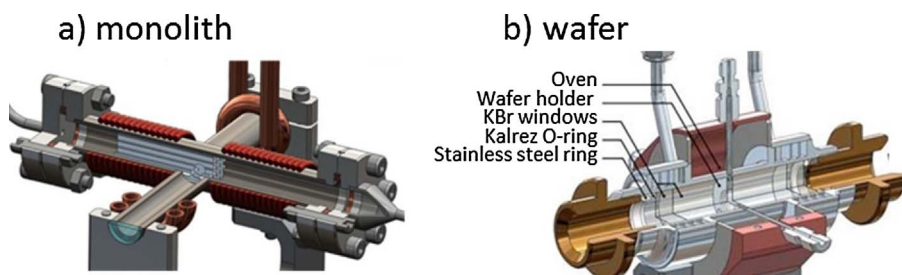 a) monolith
b) wafer
Oven
Wafer holder
KBr windows
Kalrez O-ring
Stainless steel ring